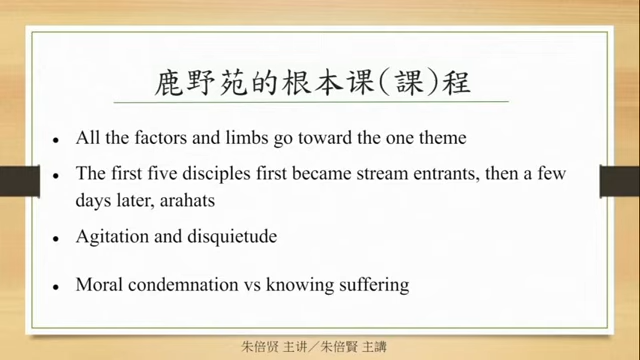 鹿野苑的根本课(課)程
All the factors and limbs go toward the one theme
The first five disciples first became stream entrants, then a few
days later, arahats
Agitation and disquietude
Moral condemnation vs knowing suffering
朱倍贤 主讲／朱倍賢 主講